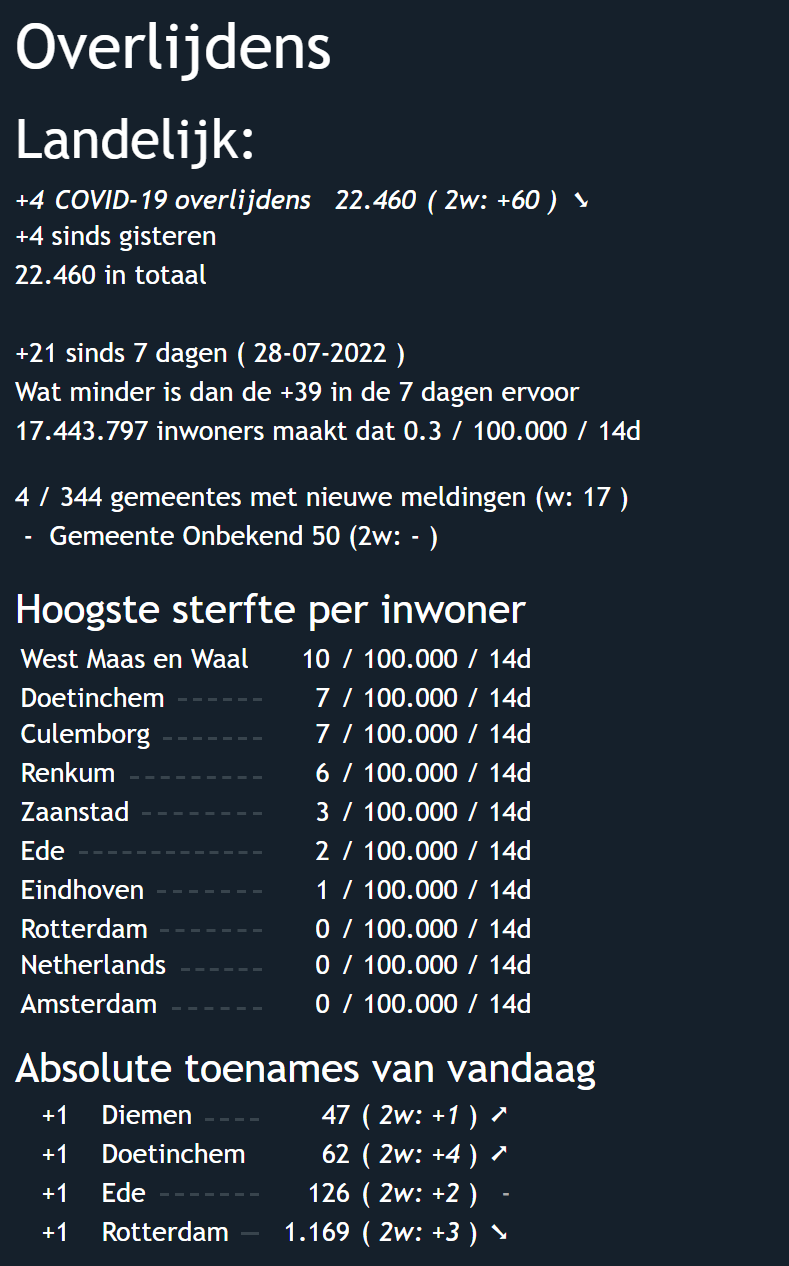 Overlijdens
Landelijk:
+4 COVID-19 overlijdens 22.460 ( 2w: +60 ) ➘
+4 sinds gisteren
22.460 in totaal
+21 sinds 7 dagen ( 28-07-2022 )
Wat minder is dan de +39 in de 7 dagen ervoor
17.443.797 inwoners maakt dat 0.3 / 100.000 / 14d
4 / 344 gemeentes met nieuwe meldingen (w: 17 )
- Gemeente Onbekend 50 (2w: - )
Hoogste sterfte per inwoner
West Maas en Waal 10 / 100.000 / 14d
Doetinchem ------ 7 / 100.000 / 14d
Culemborg ------- 7 / 100.000 / 14d
Renkum --------- 6 / 100.000 / 14d
Zaanstad -------- 3 / 100.000 / 14d
Ede ------------- 2 / 100.000 / 14d
Eindhoven ------- 1 / 100.000 / 14d
Rotterdam ------- 0 / 100.000 / 14d
Netherlands ------ 0 / 100.000 / 14d
Amsterdam ------ 0 / 100.000 / 14d
Absolute toenames van vandaag
+1 Diemen ---- 47 ( 2w: +1 ) ➚
+1 Doetinchem 62 ( 2w: +4 ) ➚
+1 Ede ------- 126 ( 2w: +2 ) -
+1 Rotterdam — 1.169 ( 2w: +3 ) ➘